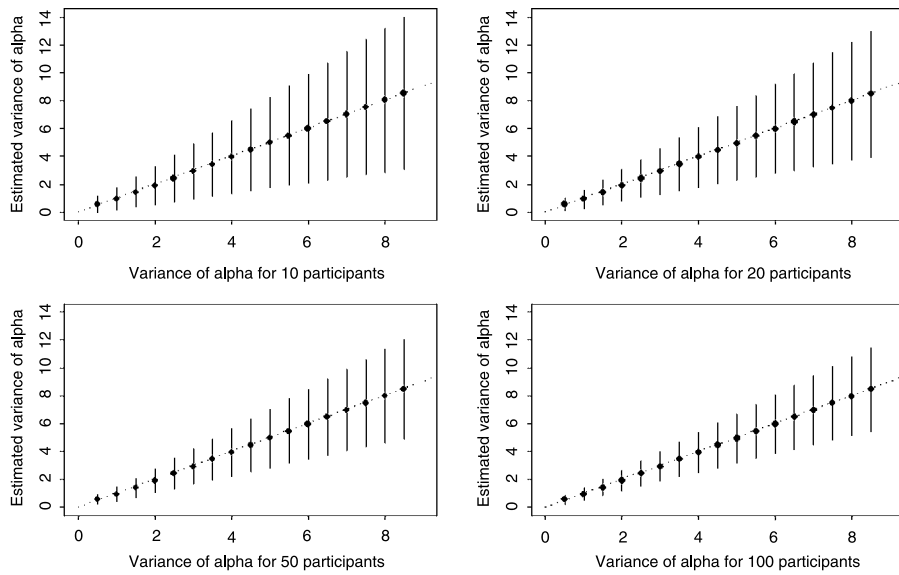 Estimated variance of alpha
14
12
10
8
6
4
2
0
0 2 4 6 8
Variance of alpha for 10 participants
Estimated variance of alpha
14
12
10
8
6
4
2
0
0 2 4 6 8
Variance of alpha for 20 participants
Estimated variance of alpha
14
12
10
8
6
4
2
0
0 2 4 6 8
Variance of alpha for 50 participants
Estimated variance of alpha
14
12
10
8
6
4
2
0
0 2 4 6 8
Variance of alpha for 100 participants